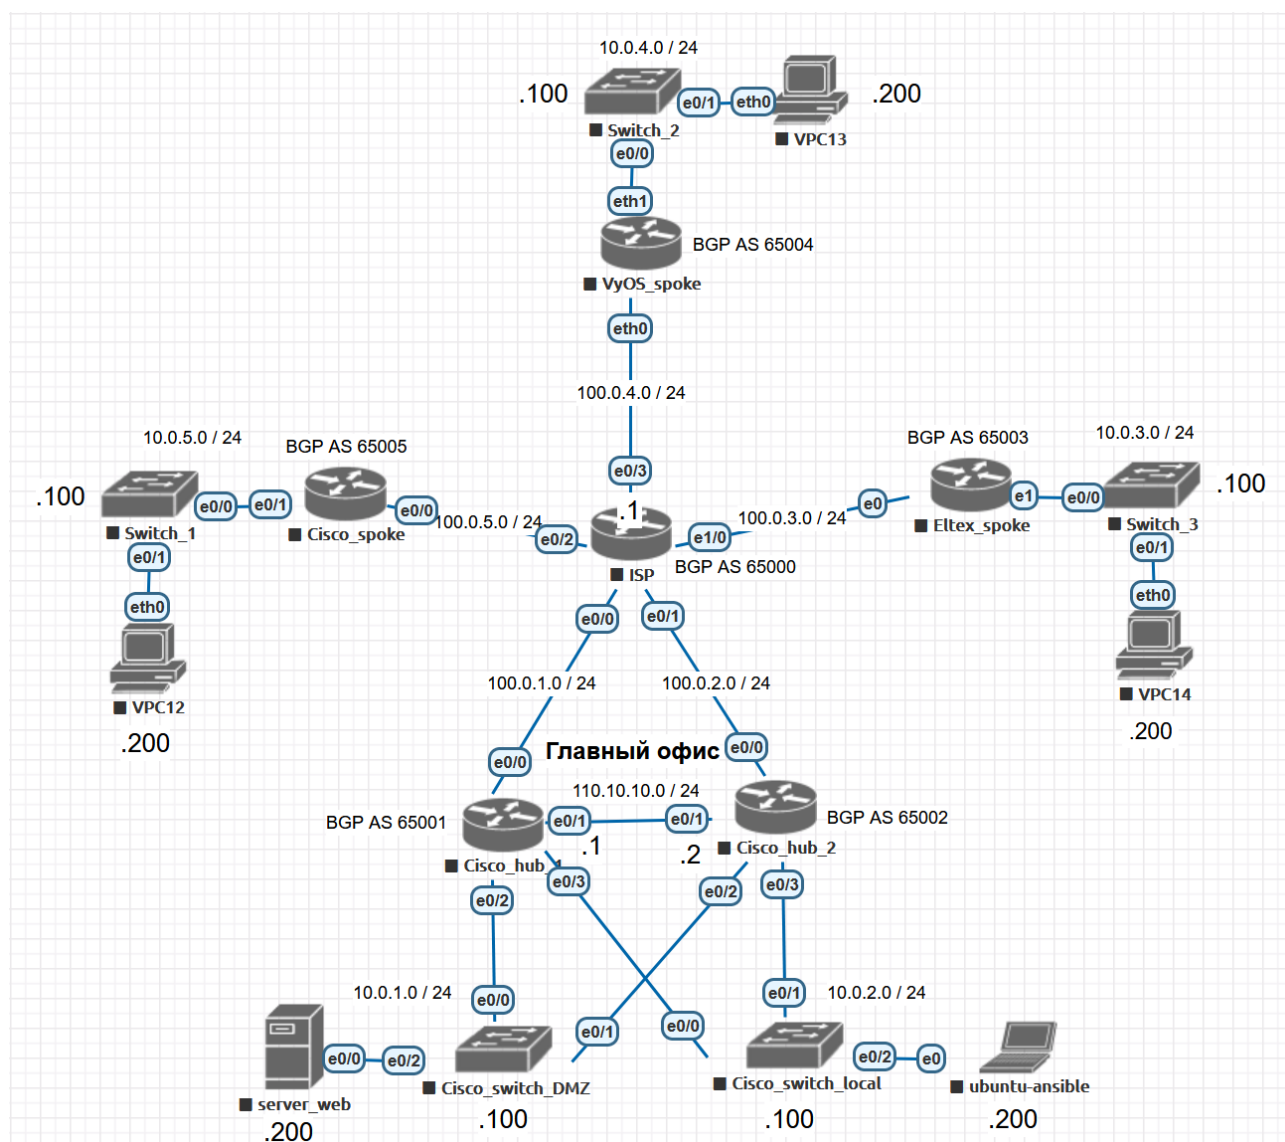 10.0.4.0 / 24
.100
e0/1
eth0
.200
Switch_2
VPC13
e0/0
eth1
BGP AS 65004
VyOS_spoke
eth0
100.0.4.0 / 24
10.0.5.0 / 24
BGP AS 65005
BGP AS 65003
10.0.3.0 / 24
e0/3
.100
e0/0
e0/1
e0/0
100.0.5.0 / 24
.1
100.0.3.0 / 24
e0
e1
e0/0
.100
Switch_1
Cisco_spoke
e0/2
e1/0
Eltex_spoke
Switch_3
e0/1
ISP
BGP AS 65000
e0/1
eth0
e0/0
e0/1
eth0
100.0.1.0 / 24
100.0.2.0 / 24
VPC12
VPC14
.200
.200
Главный офис
e0/0
e0/0
110.10.10.0 / 24
BGP AS 65001
e0/1
e0/1
BGP AS 65002
.1
.2
Cisco_hub_1
Cisco_hub_2
e0/3
e0/2
e0/3
e0/2
10.0.1.0 / 24
e0/0
e0/1
10.0.2.0 / 24
e0/1
e0/0
e0/0
e0/2
e0/2
e0
Cisco_switch_DMZ
Cisco_switch_local
ubuntu-ansible
server_web
.100
.100
.200
.200